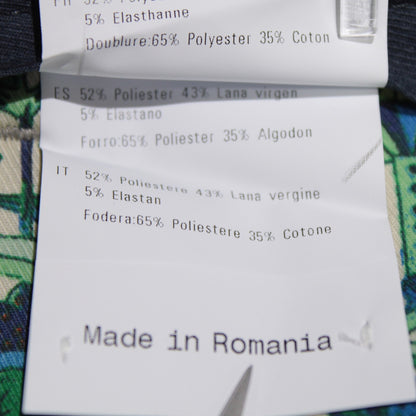 5% Elasthanne
Doublure:65% Polyester 35% Coton
ES 52% Poliester 43% Lana virgen
5% Elastano
Forro:65% Poliester 35% Algodon
IT 52% Poliestere 43% Lana vergine
5% Elastan
Fodera:65% Poliestere 35% Cotone
Made in Romania